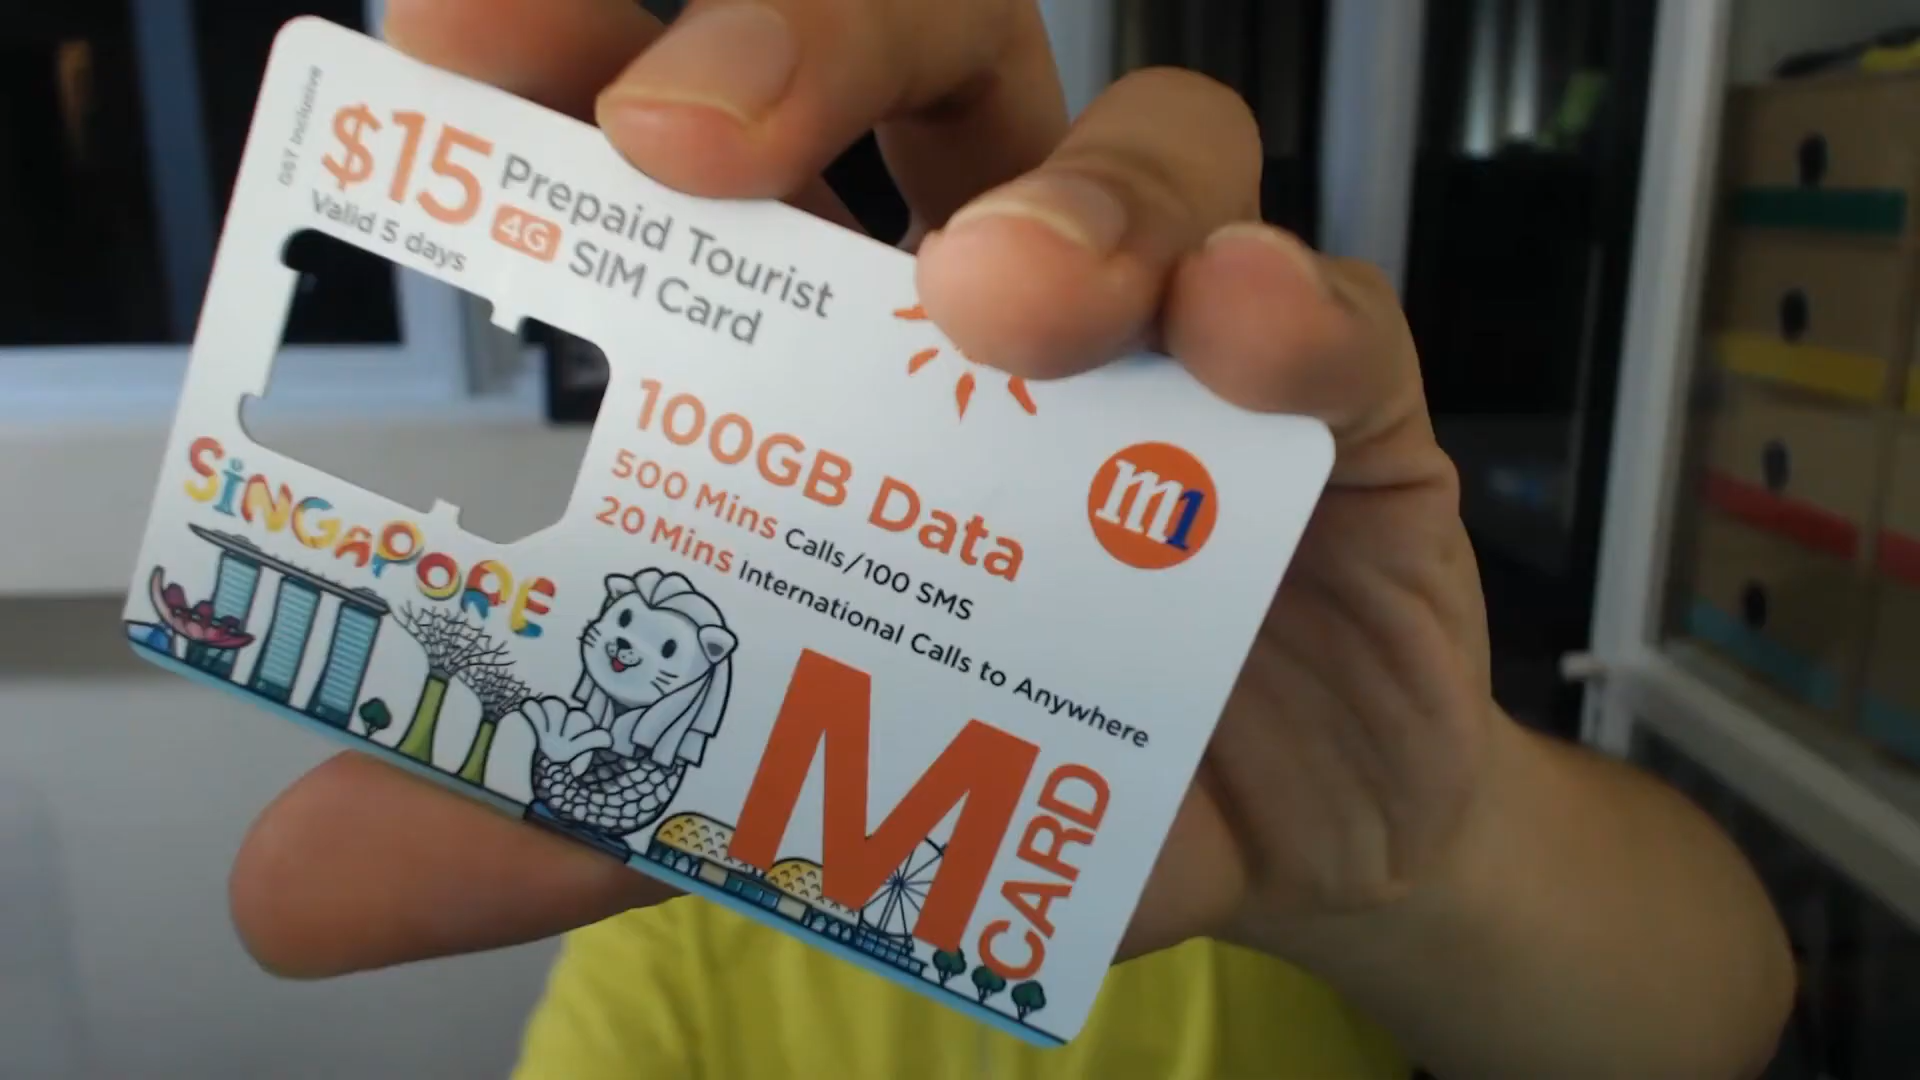 GST Inclusive
$15 Prepaid Tourist
4G SIM Card
Valid 5 days
100GB Data
500 Mins Calls/100 SMS
20 Mins International Calls to Anywhere
m1
SiNGAPORE
M CARD